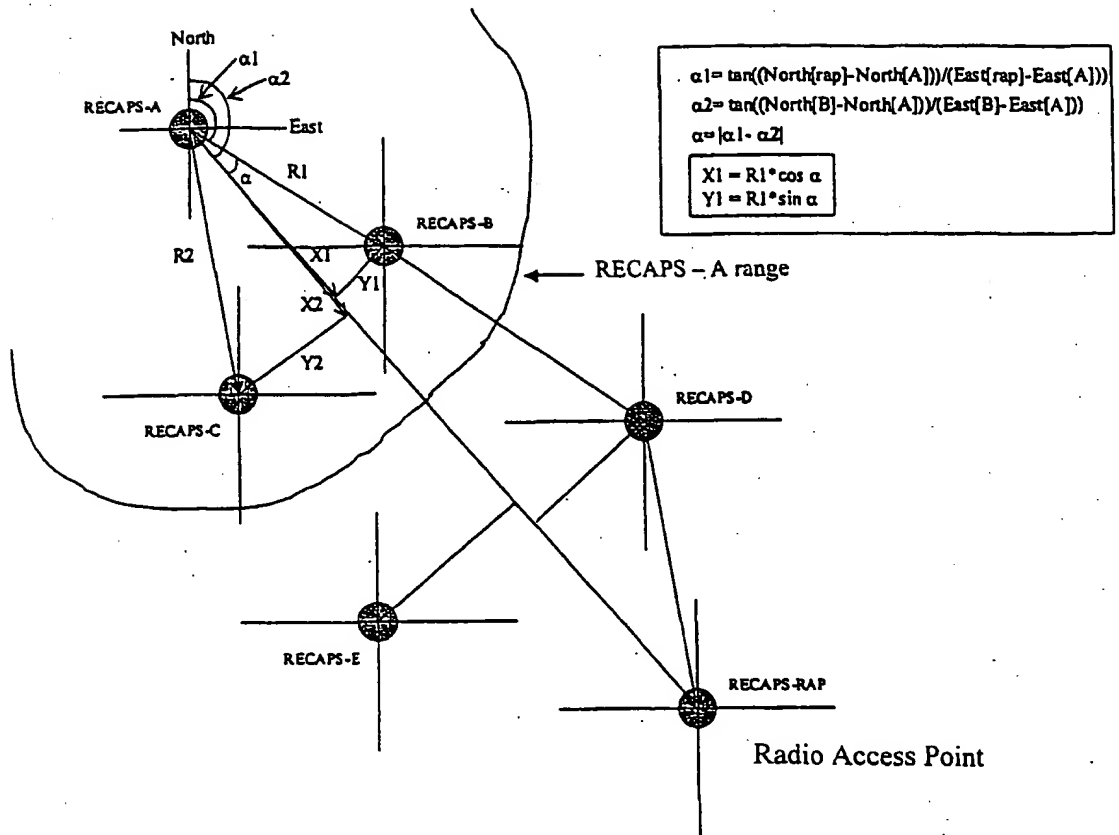 North
α1
α2
RECAPS-A
East
α
R1
RECAPS-B
R2
X1
Y1
X2
Y2
RECAPS – A range
RECAPS-C
RECAPS-D
RECAPS-E
RECAPS-RAP
Radio Access Point
α1= tan((North[rap]-North[A]))/(East[rap]-East[A]))
α2= tan((North[B]-North[A]))/(East[B]-East[A]))
α=|α1- α2|
X1 = R1*cos α
Y1 = R1*sin α